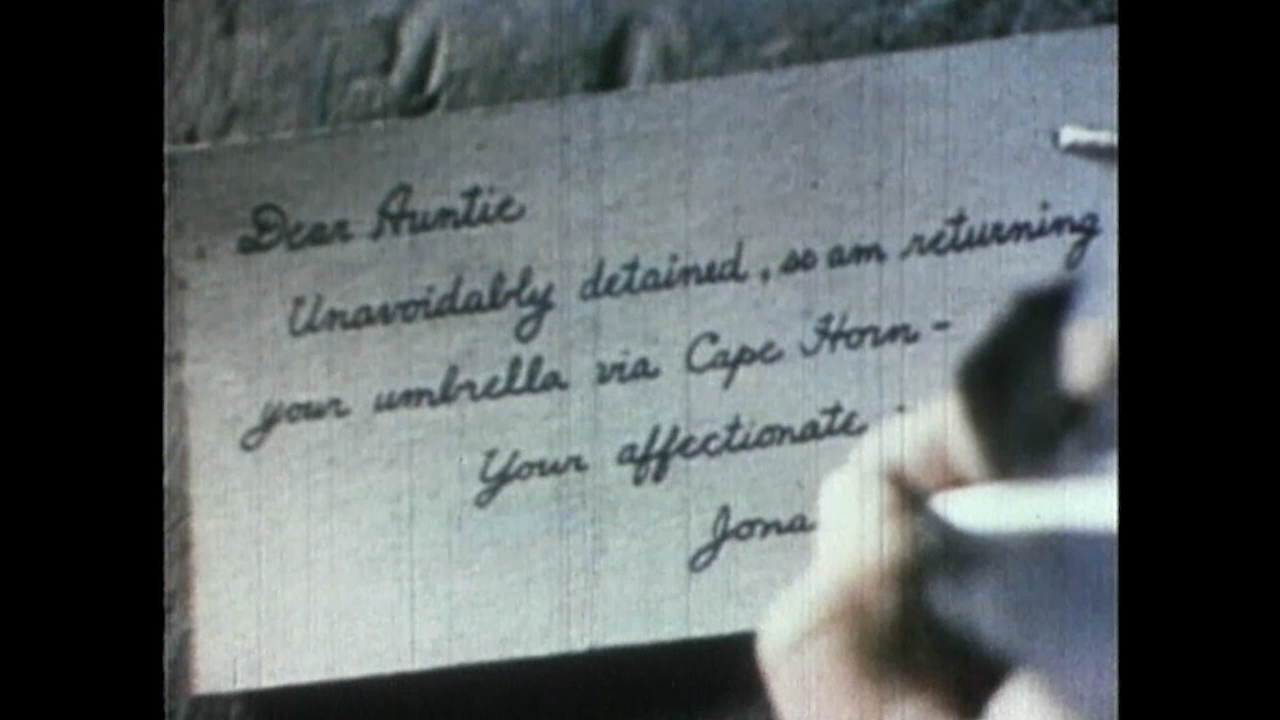 Dear Auntie
Unavoidably detained, so am returning
your umbrella via Cape Horn -
Your affectionate -
Jona